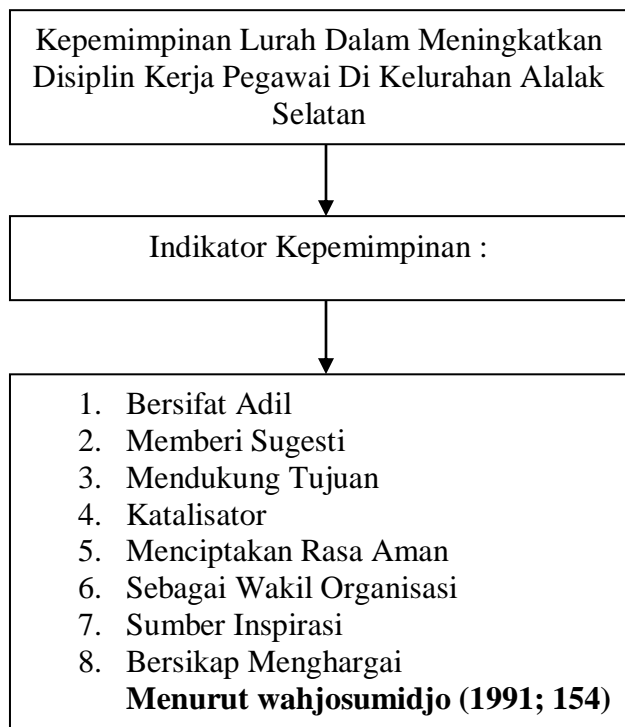 Kepemimpinan Lurah Dalam Meningkatkan
Disiplin Kerja Pegawai Di Kelurahan Alalak
Selatan
Indikator Kepemimpinan :
1. Bersifat Adil
2. Memberi Sugesti
3. Mendukung Tujuan
4. Katalisator
5. Menciptakan Rasa Aman
6. Sebagai Wakil Organisasi
7. Sumber Inspirasi
8. Bersikap Menghargai
Menurut wahjosumidjo (1991; 154)